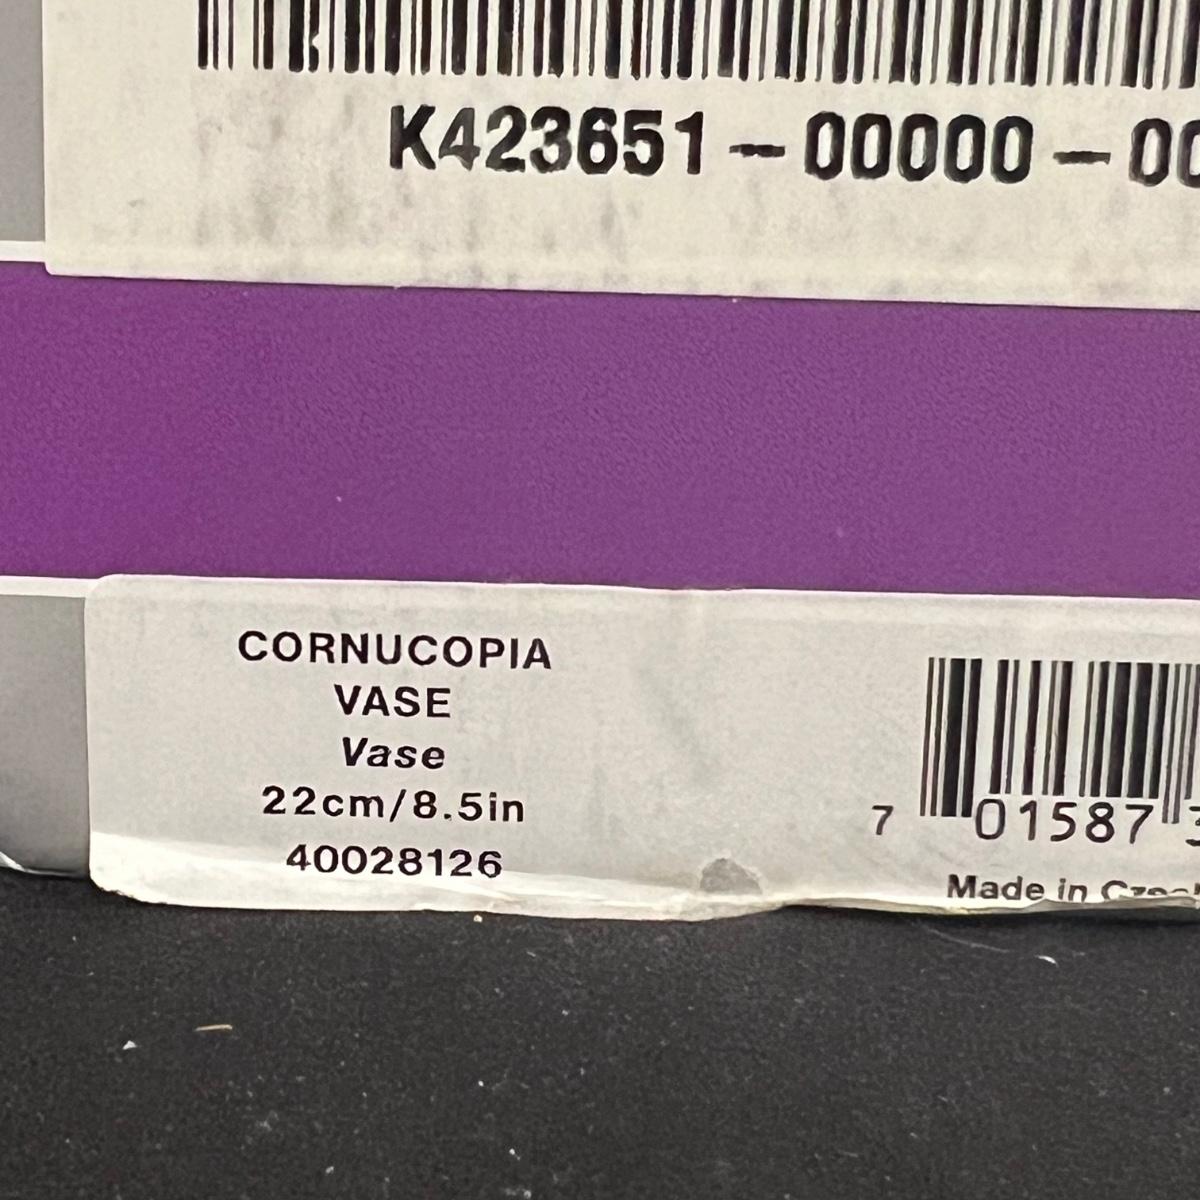 K423651-00000-00
CORNUCOPIA
VASE
Vase
22cm/8.5in
40028126
7 01587
Made in